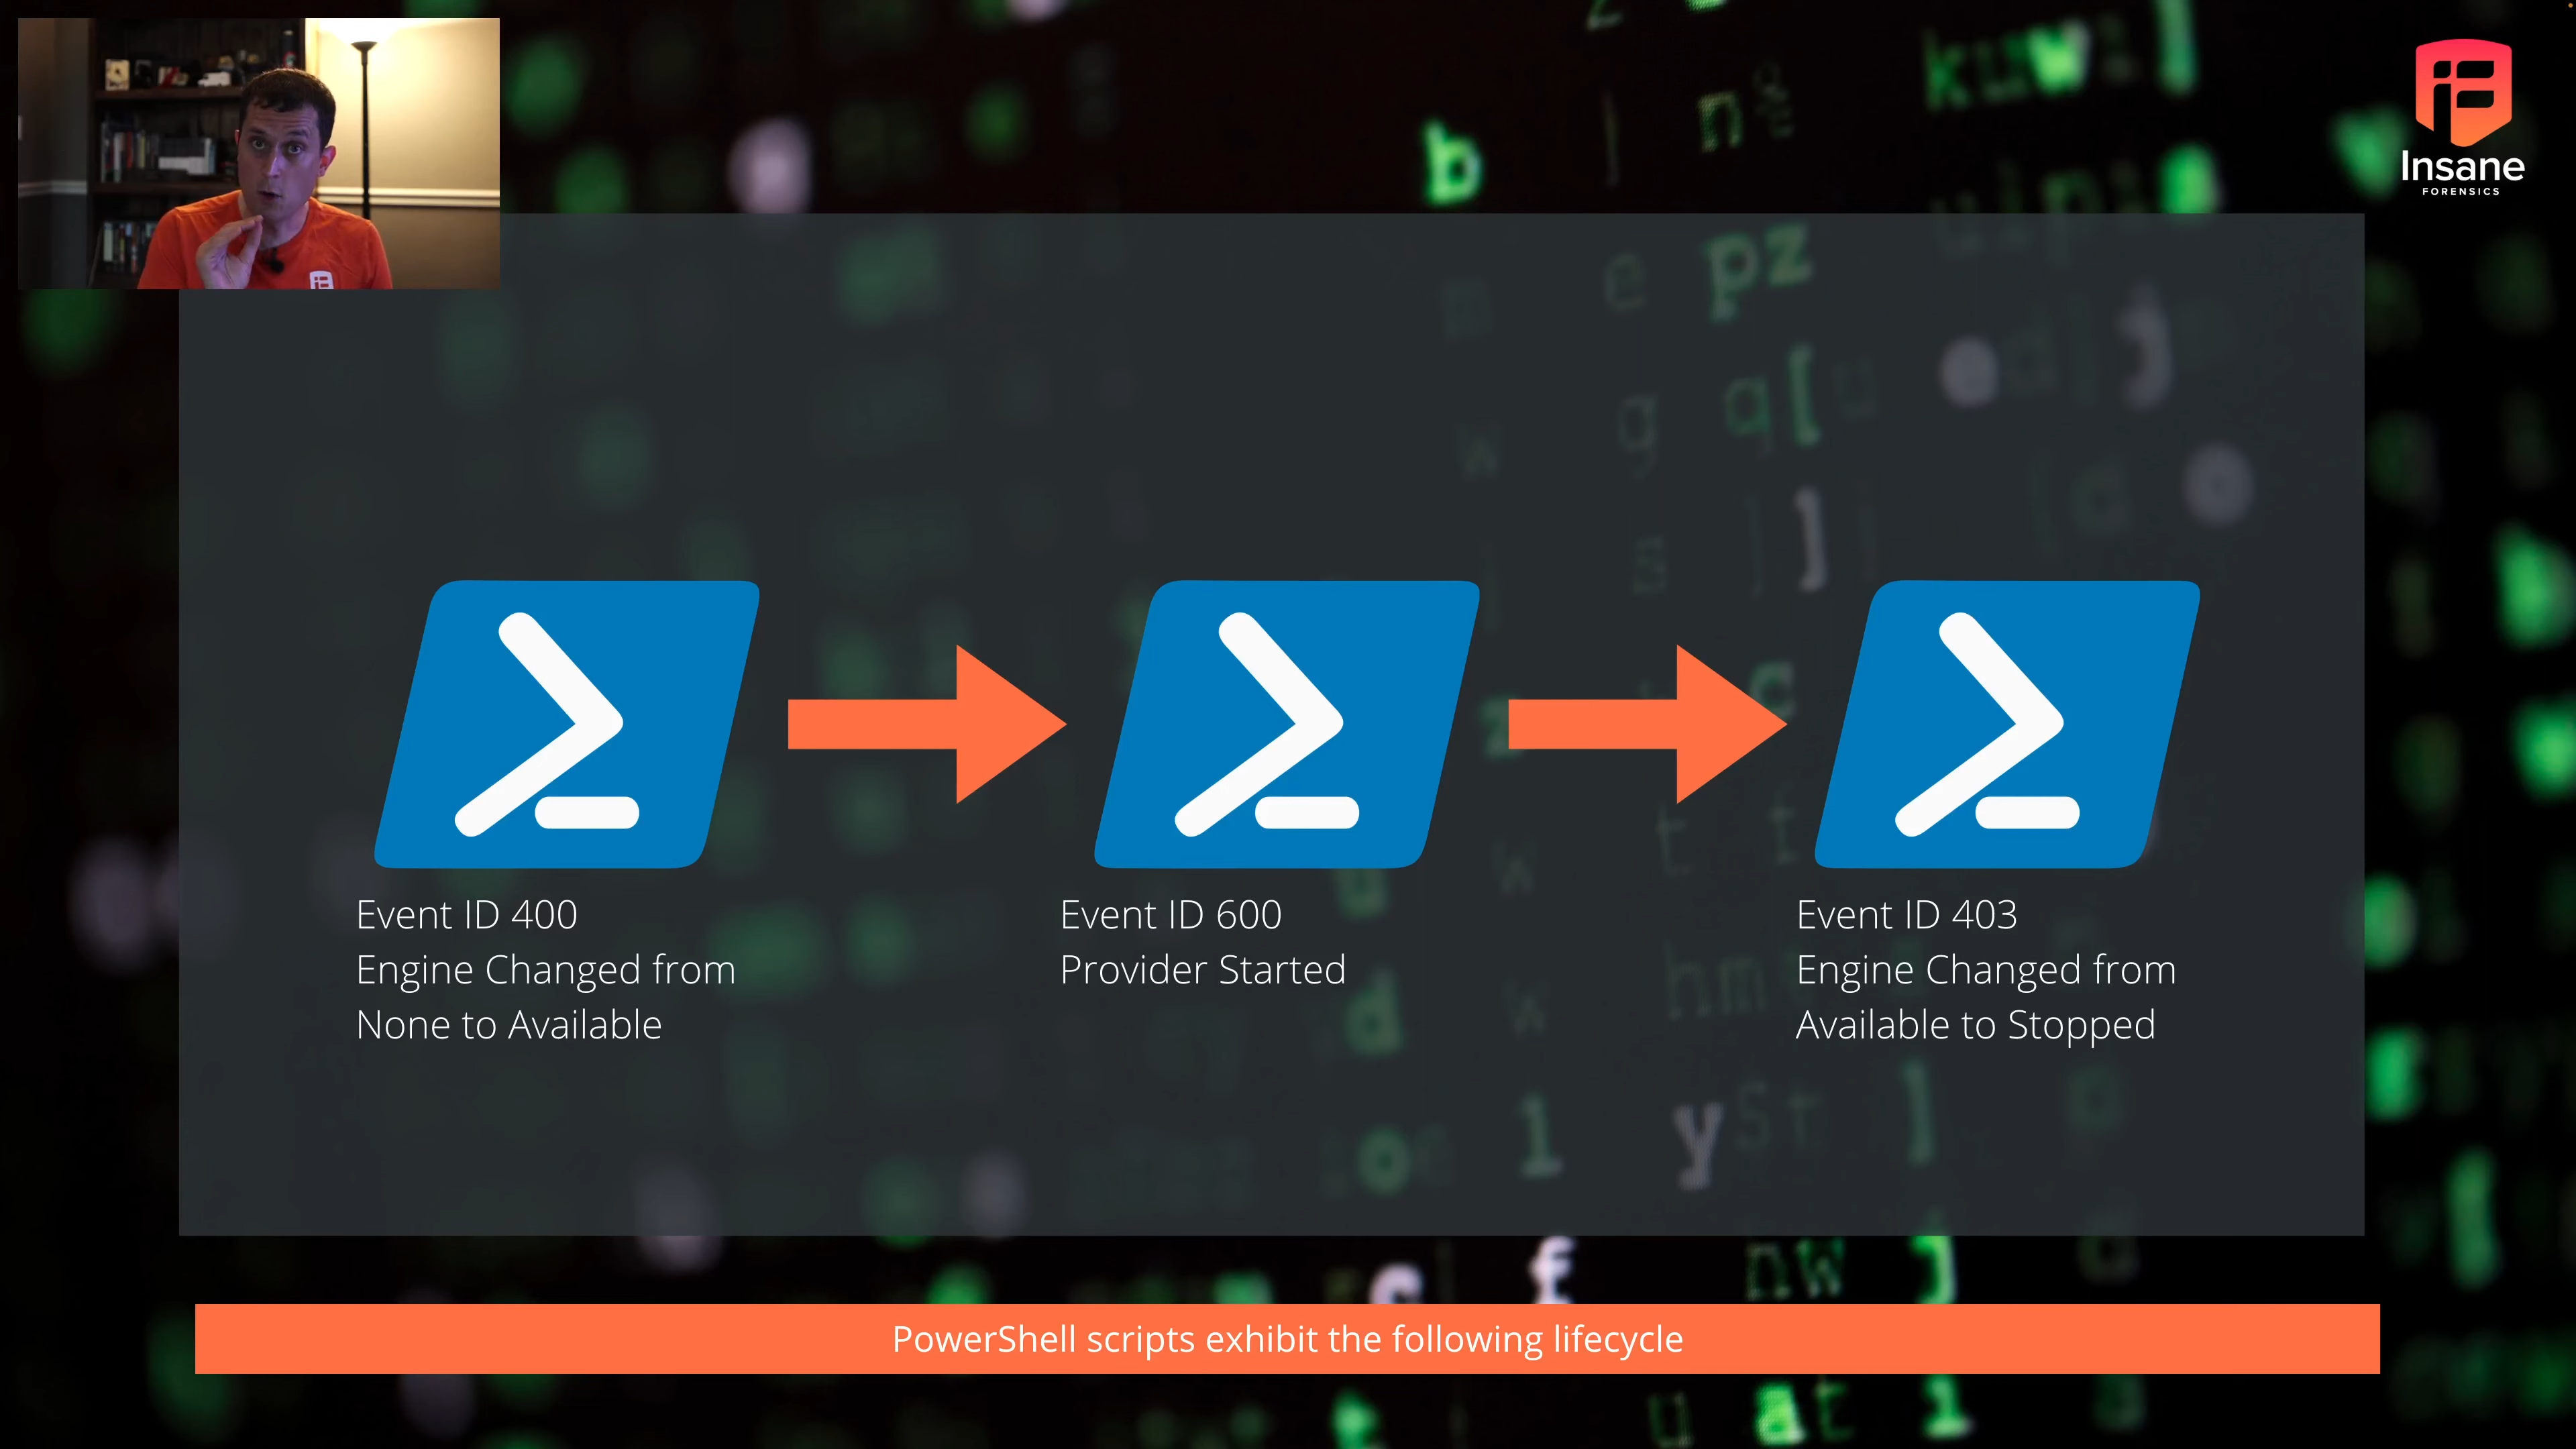 Insane
FORENSICS
Event ID 400
Engine Changed from
None to Available
Event ID 600
Provider Started
Event ID 403
Engine Changed from
Available to Stopped
PowerShell scripts exhibit the following lifecycle